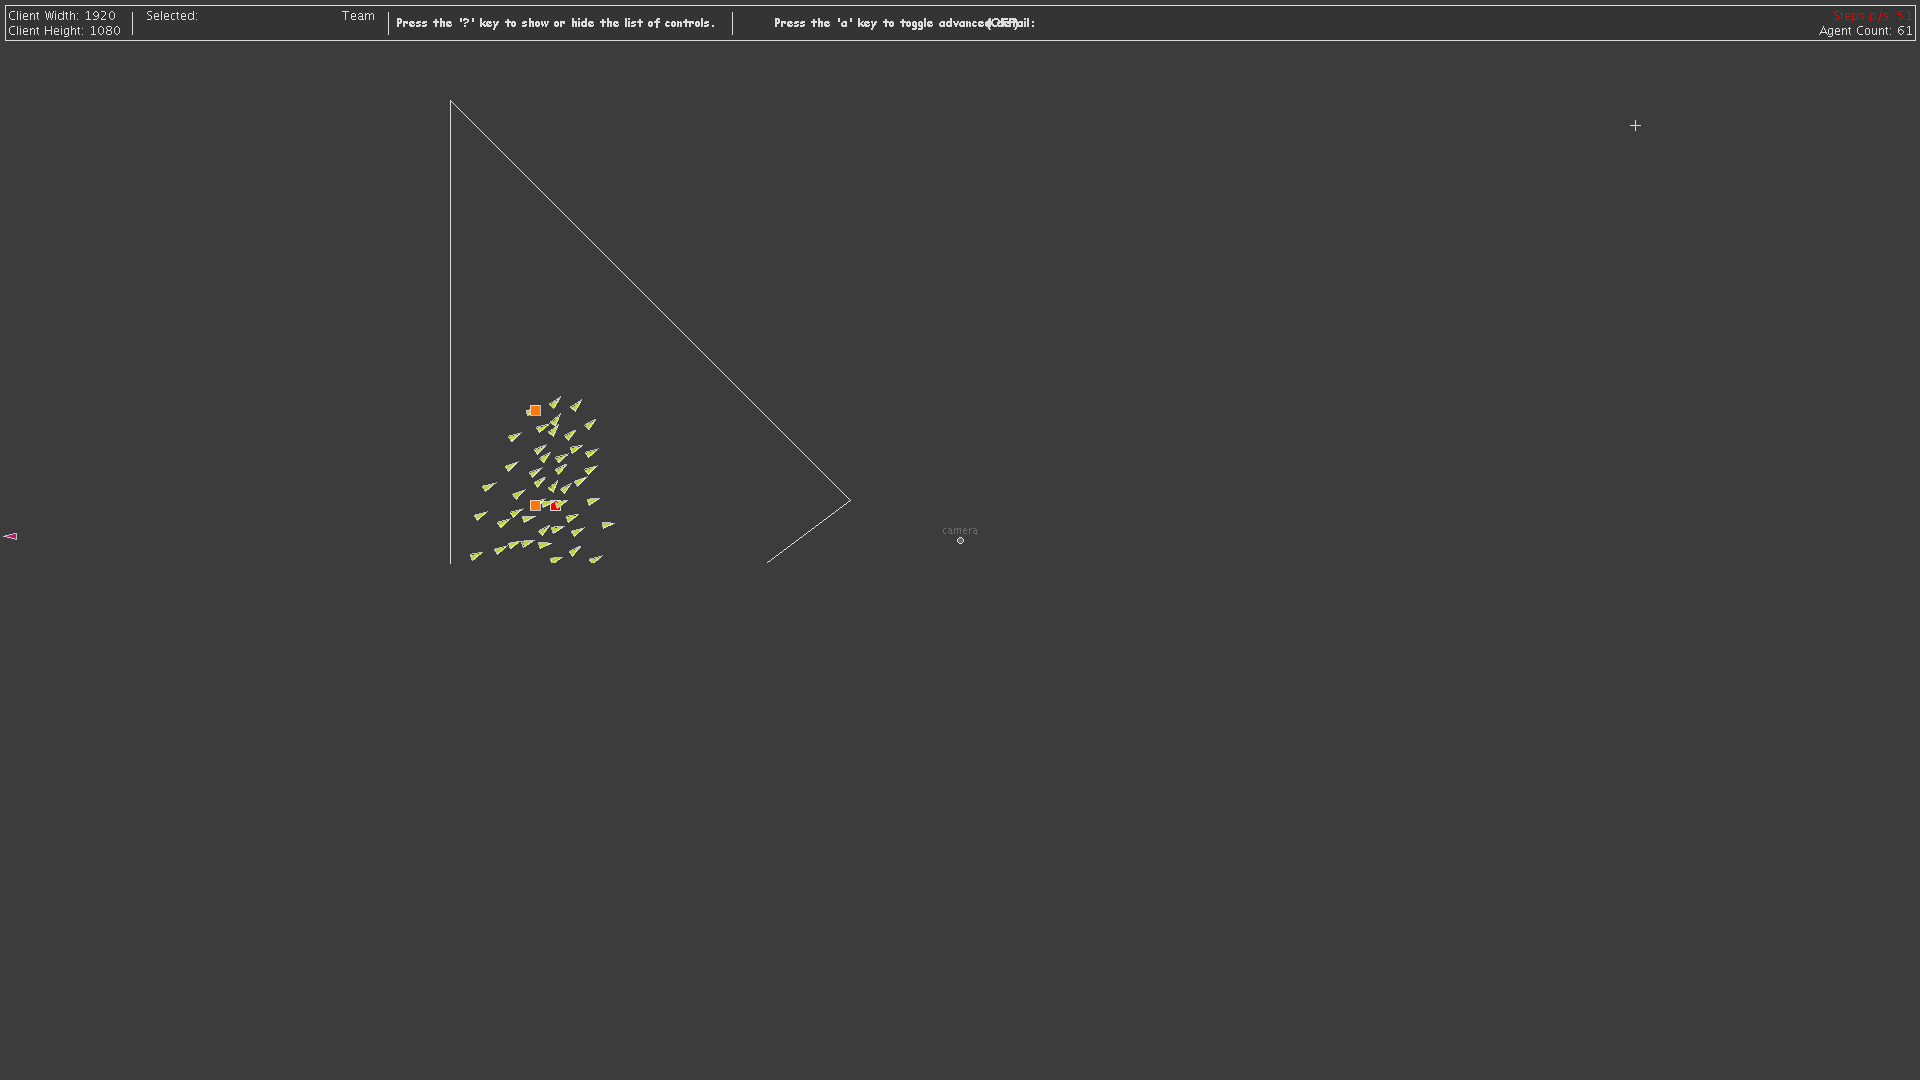 Client Width: 1920
Client Height: 1080
Selected:
Team
Press the '?' key to show or hide the list of controls.
Press the 'a' key to toggle advanced detail:
(OFF)
Steps p/s: 51
Agent Count: 61
camera